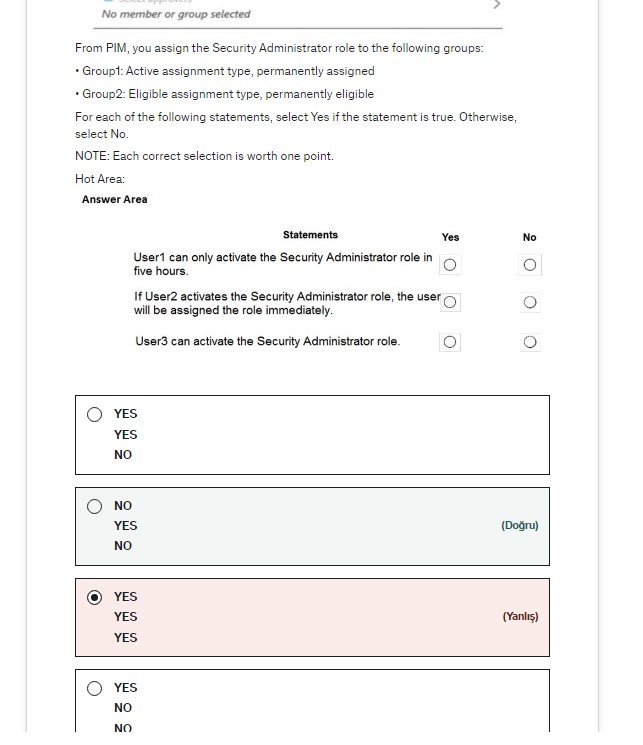 No member or group selected
From PIM, you assign the Security Administrator role to the following groups:
• Group1: Active assignment type, permanently assigned
• Group2: Eligible assignment type, permanently eligible
For each of the following statements, select Yes if the statement is true. Otherwise,
select No.
NOTE: Each correct selection is worth one point.
Hot Area:
Answer Area
Statements Yes No
User1 can only activate the Security Administrator role in
five hours.
If User2 activates the Security Administrator role, the user
will be assigned the role immediately.
User3 can activate the Security Administrator role.
YES
YES
NO
NO
YES (Doğru)
NO
YES
YES (Yanlış)
YES
YES
NO
NO